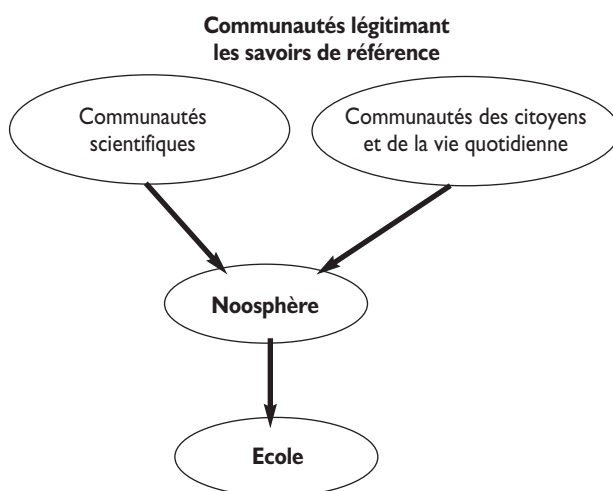 Communautés légitimant
les savoirs de référence
Communautés
scientifiques
Communautés des citoyens
et de la vie quotidienne
Noosphère
Ecole